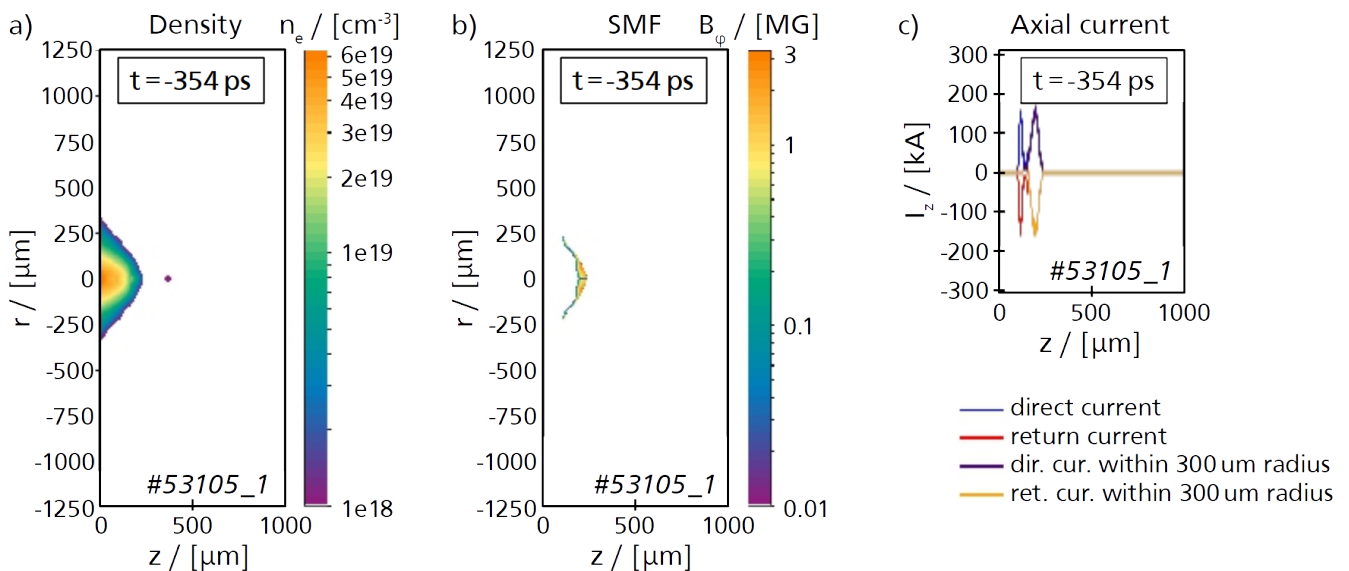 a) Density n_e / [cm-³]
1250
1000
750
500
250
0
-250
-500
-750
-1000
-1250
r / [μm]
t = -354 ps
#53105_1
0 500 1000
z / [μm]
6e19
5e19
4e19
3e19
2e19
1e19
1e18
b) SMF B_φ / [MG]
1250
1000
750
500
250
0
-250
-500
-750
-1000
-1250
r / [μm]
t = -354 ps
#53105_1
0 500 1000
z / [μm]
3
1
0.1
0.01
c) Axial current
300
200
100
0
-100
-200
-300
I_z / [kA]
t = -354 ps
#53105_1
0 500 1000
z / [μm]
direct current
return current
dir. cur. within 300 um radius
ret. cur. within 300 um radius